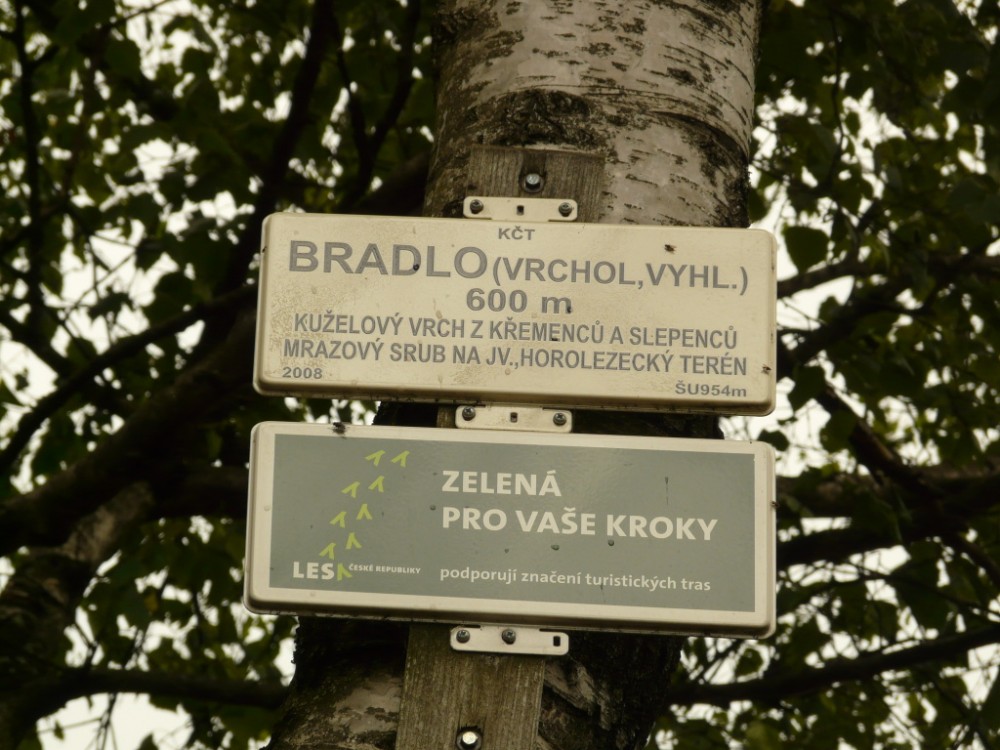 KČT
BRADLO (VRCHOL,VYHL.)
600 m
KUŽELOVÝ VRCH Z KŘEMENCŮ A SLEPENCŮ
MRAZOVÝ SRUB NA JV.,HOROLEZECKÝ TERÉN
2008 ŠU954m
ZELENÁ
PRO VAŠE KROKY
LESY ČESKÉ REPUBLIKY podporují značení turistických tras